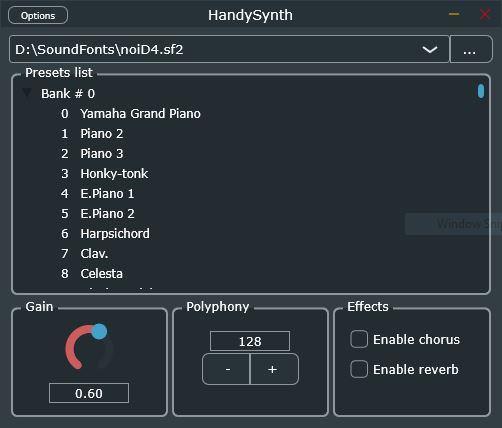 Options
HandySynth
D:\SoundFonts\noiD4.sf2
...
Presets list
Bank # 0
0 Yamaha Grand Piano
1 Piano 2
2 Piano 3
3 Honky-tonk
4 E.Piano 1
5 E.Piano 2
6 Harpsichord
7 Clav.
8 Celesta
Window
Gain
Polyphony
Effects
0.60
128
-
+
Enable chorus
Enable reverb